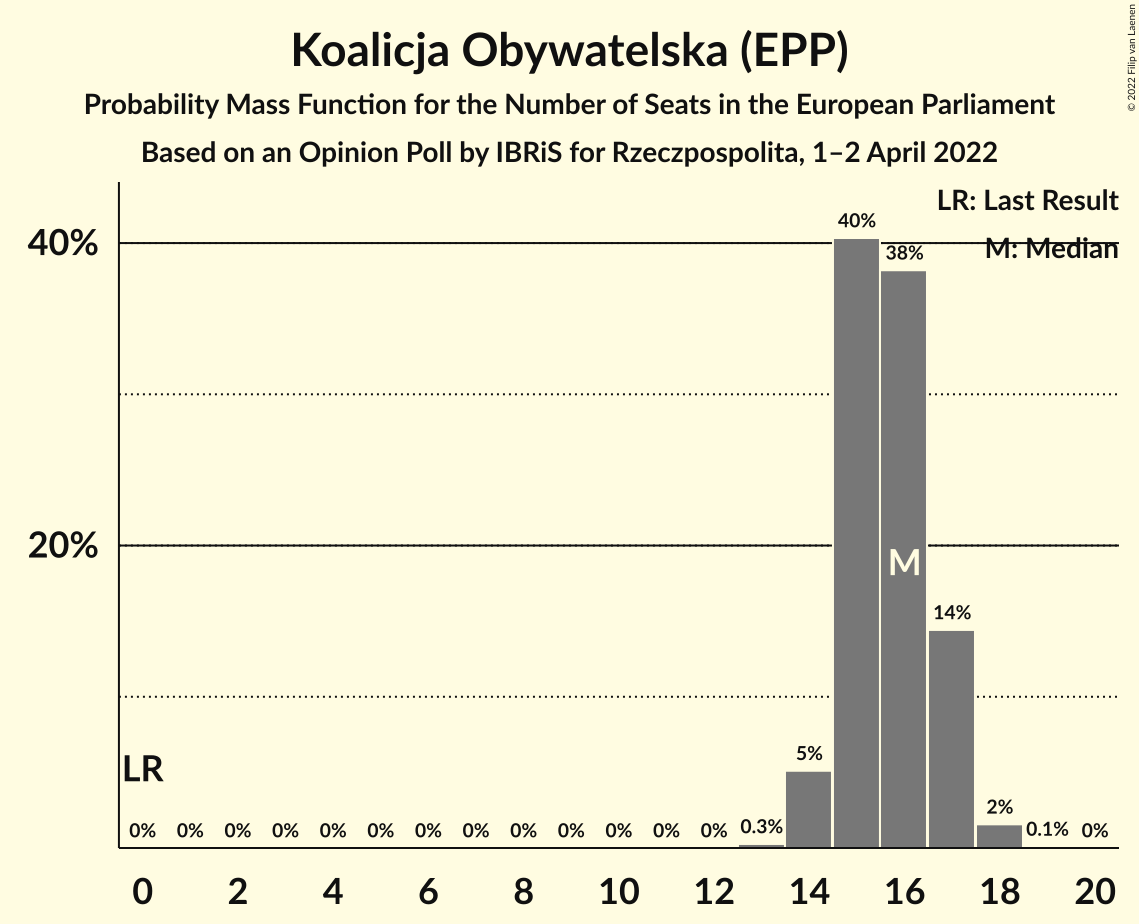 Koalicja Obywatelska (EPP)
Probability Mass Function for the Number of Seats in the European Parliament
Based on an Opinion Poll by IBRiS for Rzeczpospolita, 1–2 April 2022
© 2022 Filip van Laenen
LR: Last Result
M: Median
40%
20%
40%
38%
M
14%
5%
2%
LR
0% 0% 0% 0% 0% 0% 0% 0% 0% 0% 0% 0% 0% 0.3% 0.1% 0%
0 2 4 6 8 10 12 14 16 18 20